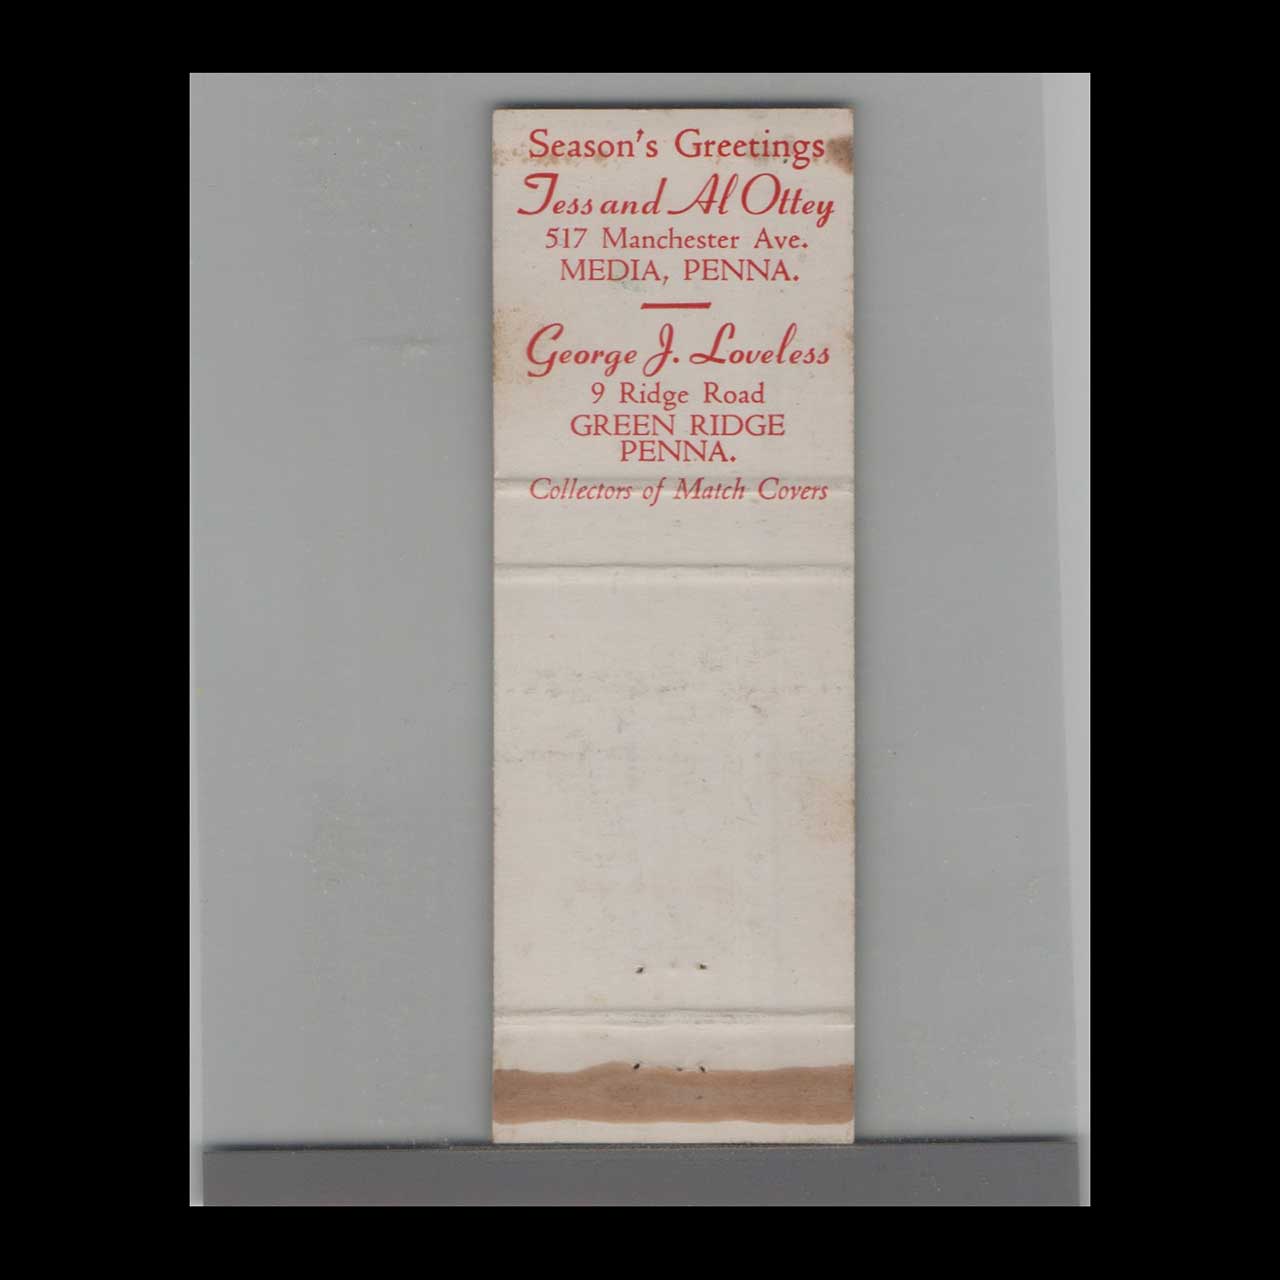 Season's Greetings
Tess and Al Ottey
517 Manchester Ave.
MEDIA, PENNA.
George J. Loveless
9 Ridge Road
GREEN RIDGE
PENNA.
Collectors of Match Covers